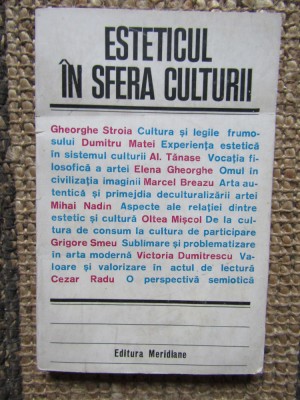 ESTETICUL
ÎN SFERA CULTURII
Gheorghe Stroia Cultura și legile frumo-
sului Dumitru Matei Experiența estetică
în sistemul culturii Al. Tănase Vocația fi-
losofică a artei Elena Gheorghe Omul în
civilizația imaginii Marcel Breazu Arta au-
tentică și primejdia deculturalizării artei
Mihai Nadin Aspecte ale relației dintre
estetic și cultură Oltea Mișcol De la cul-
tura de consum la cultura de participare
Grigore Smeu Sublimare și problematizare
în arta modernă Victoria Dumitrescu Va-
loare și valorizare în actul de lectură
Cezar Radu O perspectivă semiotică
Editura Meridiane